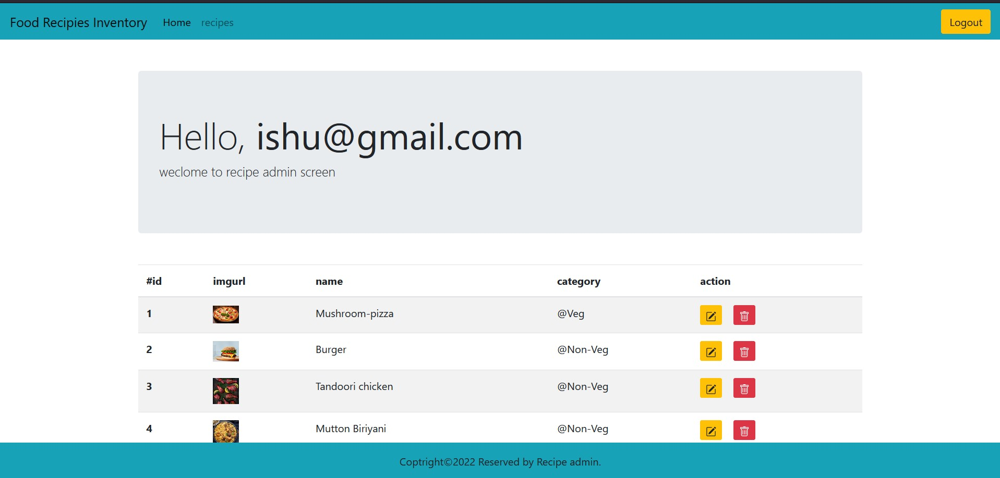 Food Recipies Inventory Home recipes Logout
Hello, ishu@gmail.com
weclome to recipe admin screen
#id imgurl name category action
1 Mushroom-pizza @Veg
2 Burger @Non-Veg
3 Tandoori chicken @Non-Veg
4 Mutton Biriyani @Non-Veg
Coptright©2022 Reserved by Recipe admin.